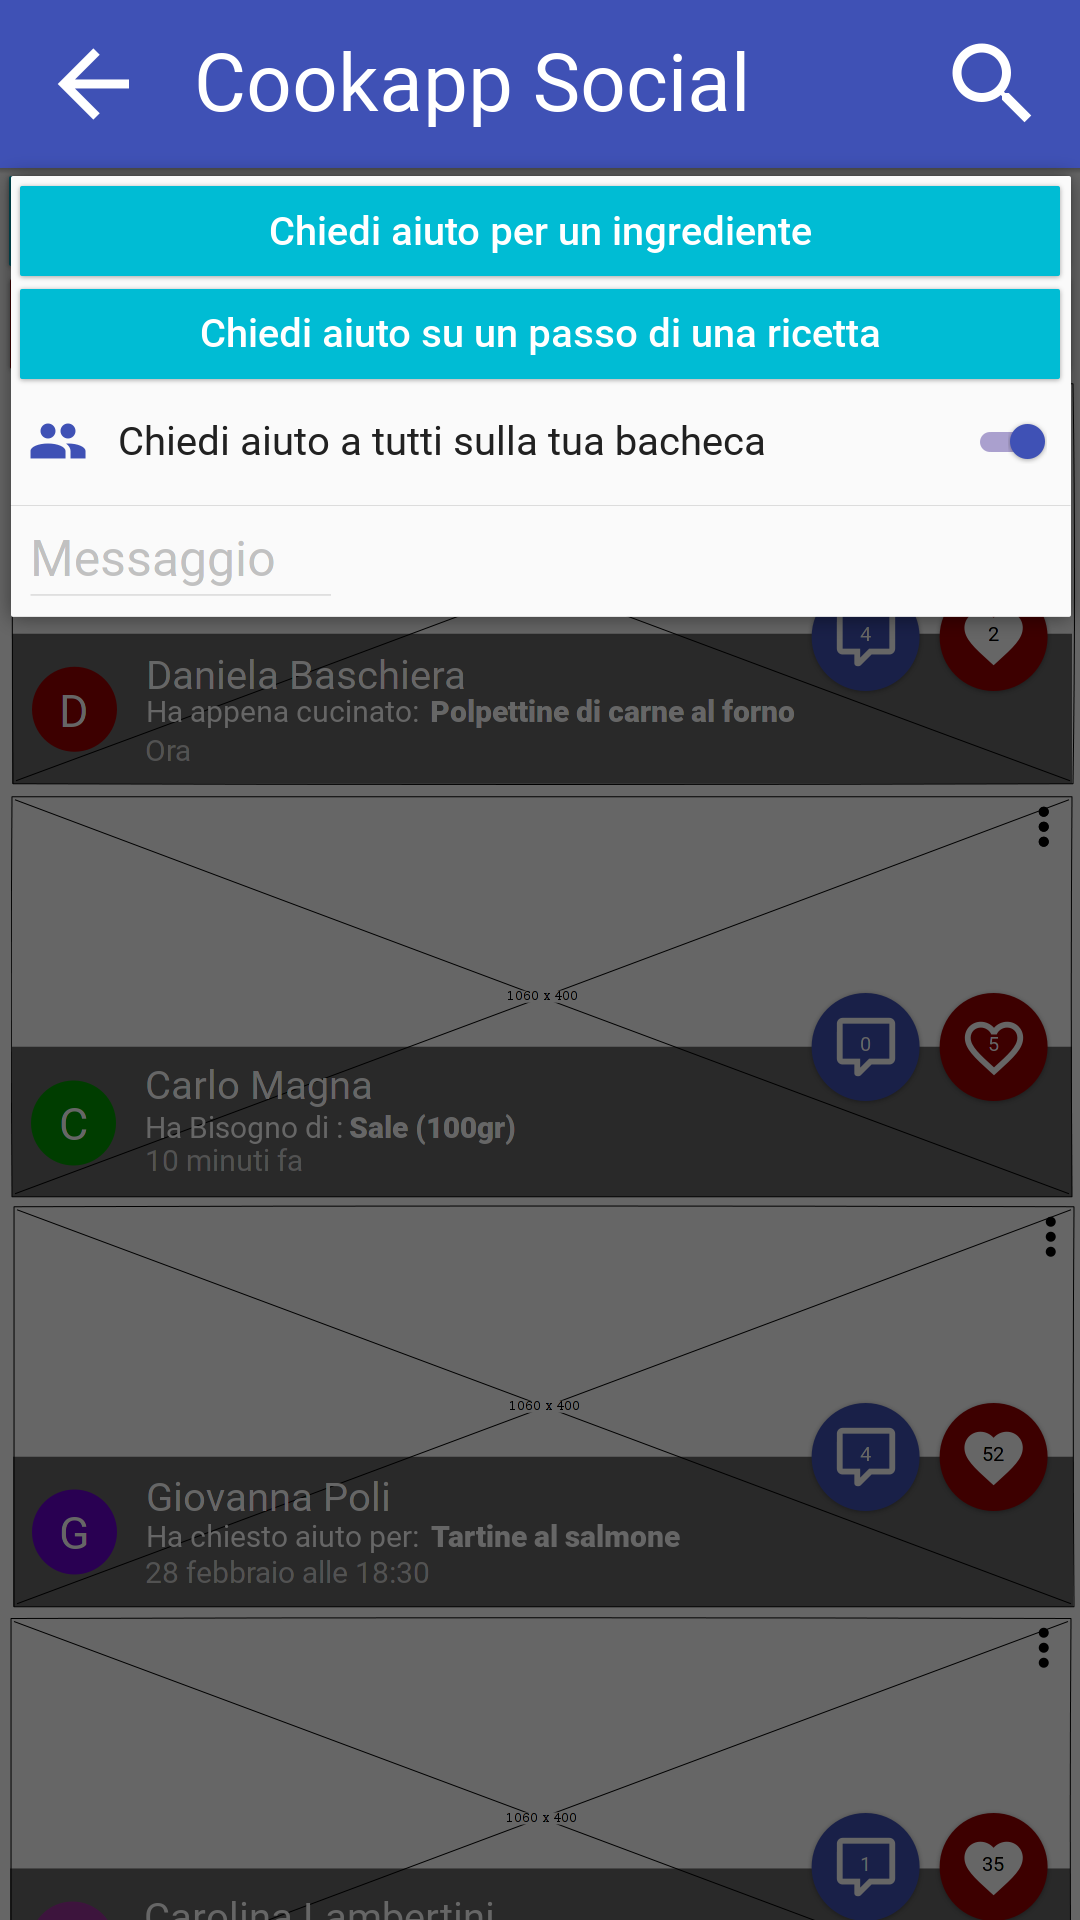 Cookapp Social
Chiedi aiuto per un ingrediente
Chiedi aiuto su un passo di una ricetta
Chiedi aiuto a tutti sulla tua bacheca
Messaggio
4
2
Daniela Baschiera
D
Ha appena cucinato: Polpettine di carne al forno
Ora
1060 x 400
0
5
Carlo Magna
C
Ha Bisogno di : Sale (100gr)
10 minuti fa
1060 x 400
4
52
Giovanna Poli
G
Ha chiesto aiuto per: Tartine al salmone
28 febbraio alle 18:30
1060 x 400
1
35
Carolina Lambertini